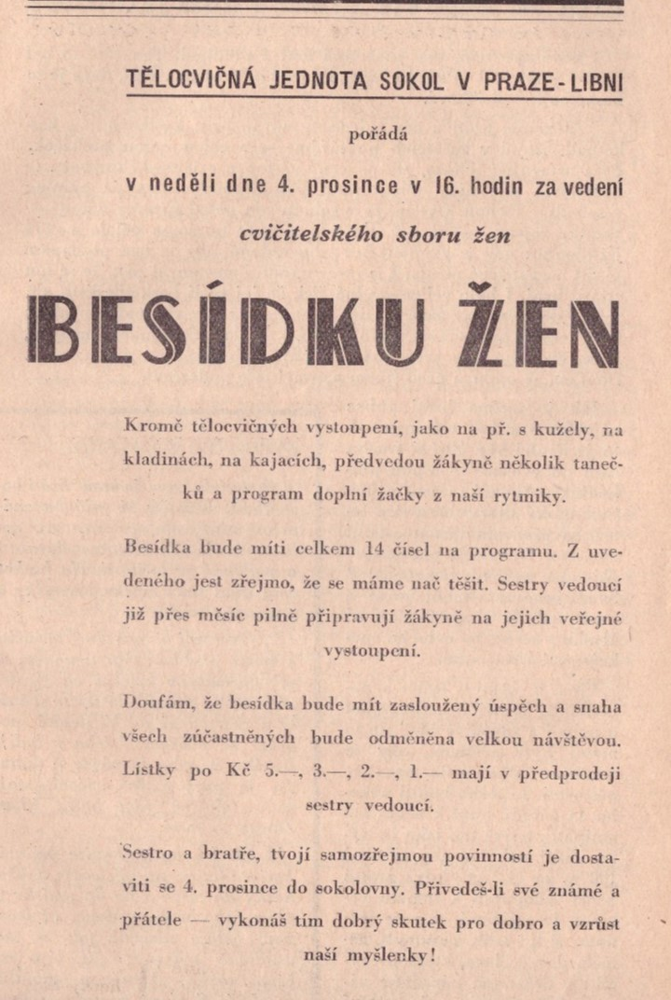 TĚLOCVIČNÁ JEDNOTA SOKOL V PRAZE-LIBNI
pořádá
v neděli dne 4. prosince v 16. hodin za vedení
cvičitelského sboru žen
BESÍDKU ŽEN
Kromě tělocvičných vystoupení, jako na př. s kužely, na
kladinách, na kajacích, předvedou žákyně několik taneč-
ků a program doplní žačky z naší rytmiky.
Besídka bude míti celkem 14 čísel na programu. Z uve-
deného jest zřejmo, že se máme nač těšit. Sestry vedoucí
již přes měsíc pilně připravují žákyně na jejich veřejné
vystoupení.
Doufám, že besídka bude mít zasloužený úspěch a snaha
všech zúčastněných bude odměněna velkou návštěvou.
Lístky po Kč 5.—, 3.—, 2.—, 1.— mají v předprodeji
sestry vedoucí.
Sestro a bratře, tvojí samozřejmou povinností je dosta-
viti se 4. prosince do sokolovny. Přivedeš-li své známé a
přátele — vykonáš tím dobrý skutek pro dobro a vzrůst
naší myšlenky!